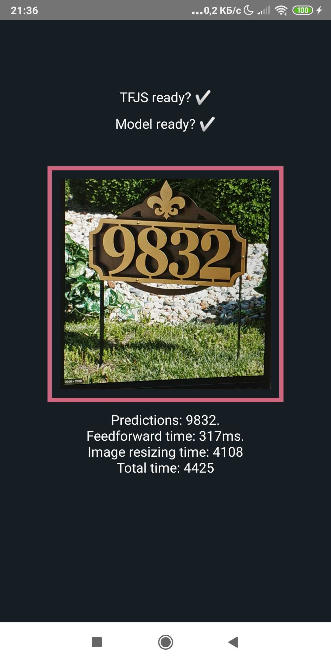 21:36
...0,2 КБ/с
100
TFJS ready? ✓
Model ready? ✓
9832
Predictions: 9832.
Feedforward time: 317ms.
Image resizing time: 4108
Total time: 4425